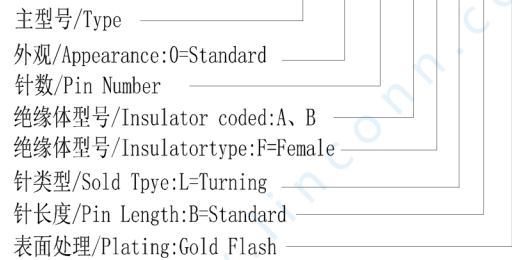 主型号/Type
外观/Appearance:0=Standard
针数/Pin Number
绝缘体型号/Insulator coded:A、B
绝缘体型号/Insulatortype:F=Female
针类型/Sold Tpye:L=Turning
针长度/Pin Length:B=Standard
表面处理/Plating:Gold Flash
linconn.co